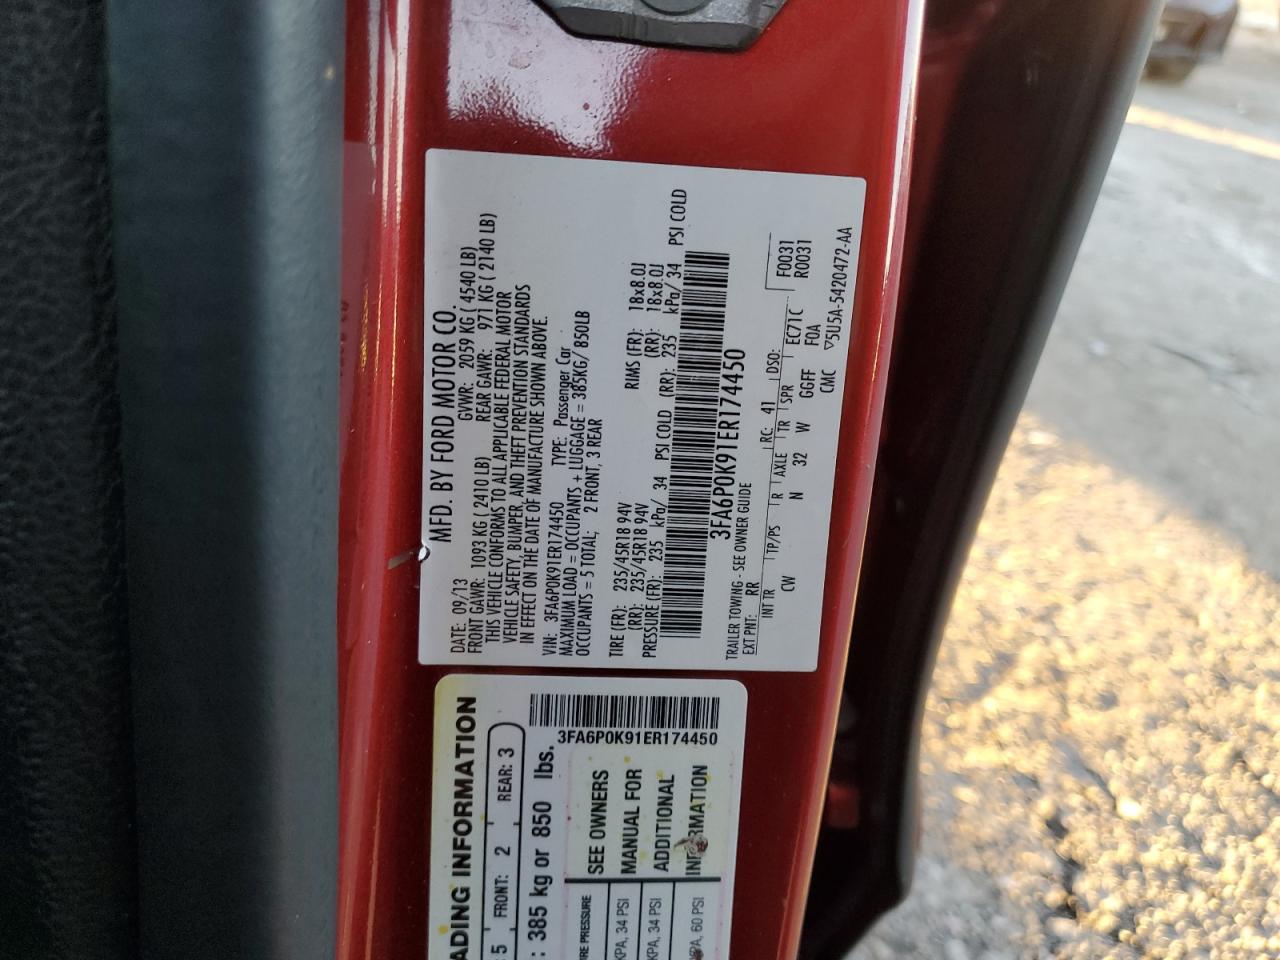 MFD. BY FORD MOTOR CO.
DATE: 09/13 GVWR: 2059 KG ( 4540 LB)
FRONT GAWR: 1093 KG ( 2410 LB) REAR GAWR: 971 KG ( 2140 LB)
THIS VEHICLE CONFORMS TO ALL APPLICABLE FEDERAL MOTOR
VEHICLE SAFETY, BUMPER, AND THEFT PREVENTION STANDARDS
IN EFFECT ON THE DATE OF MANUFACTURE SHOWN ABOVE.
VIN: 3FA6P0K91ER174450 TYPE: Passenger Car
MAXIMUM LOAD = OCCUPANTS + LUGGAGE = 385KG/ 850LB
OCCUPANTS = 5 TOTAL: 2 FRONT, 3 REAR
TIRE (FR): 235/45R18 94V RIMS (FR): 18x8.0J
(RR): 235/45R18 94V (RR): 18x8.0J
PRESSURE (FR): 235 kPa/ 34 PSI COLD (RR): 235 kPa/ 34 PSI COLD
3FA6P0K91ER174450
TRAILER TOWING - SEE OWNER GUIDE
EXT PNT: RR RC: 41 DSO: F0031
R0031
INT TR TP/PS R AXLE TR SPR EC71C
CW N 32 W GGFF F0A
CMC ▽5U5A-5420472-AA
3FA6P0K91ER174450
ADING INFORMATION
5 FRONT: 2 REAR: 3
: 385 kg or 850 lbs.
IRE PRESSURE
KPA, 34 PSI
KPA, 34 PSI
PA, 60 PSI
SEE OWNERS
MANUAL FOR
ADDITIONAL
INFORMATION